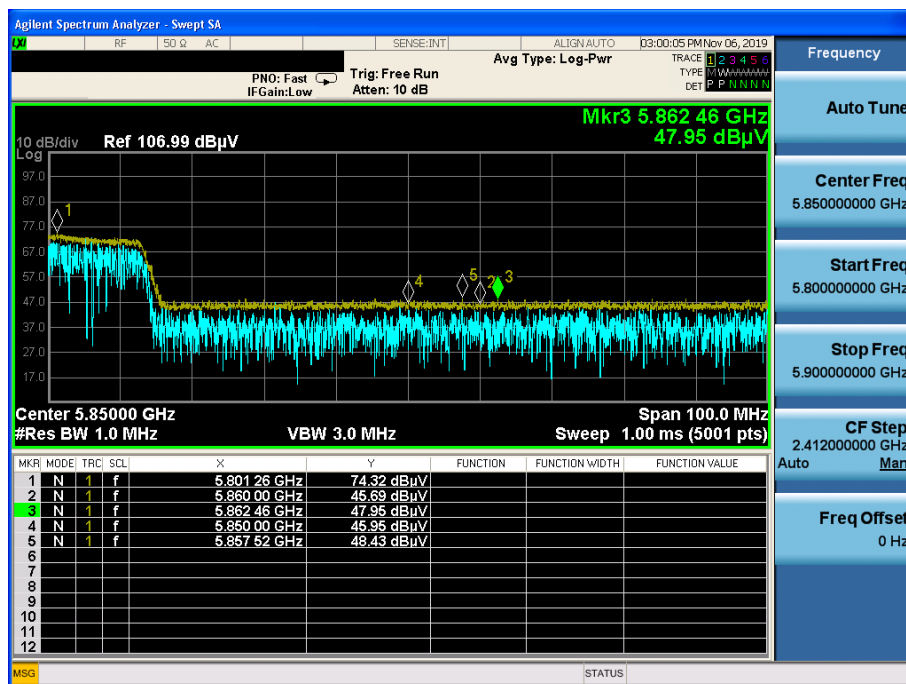 Agilent Spectrum Analyzer - Swept SA
LXI RF 50 Ω AC SENSE:INT ALIGN AUTO 03:00:05 PM Nov 06, 2019
Avg Type: Log-Pwr TRACE 1 2 3 4 5 6
PNO: Fast Trig: Free Run TYPE M W W W W W
IFGain:Low Atten: 10 dB DET P P N N N N
Mkr3 5.862 46 GHz
10 dB/div Ref 106.99 dBµV 47.95 dBµV
Log
97.0
87.0
77.0
67.0
57.0
47.0
37.0
27.0
17.0
1
4
5
2
3
Center 5.85000 GHz Span 100.0 MHz
#Res BW 1.0 MHz VBW 3.0 MHz Sweep 1.00 ms (5001 pts)
MKR MODE TRC SCL X Y FUNCTION FUNCTION WIDTH FUNCTION VALUE
1 N 1 f 5.801 26 GHz 74.32 dBµV
2 N 1 f 5.860 00 GHz 45.69 dBµV
3 N 1 f 5.862 46 GHz 47.95 dBµV
4 N 1 f 5.850 00 GHz 45.95 dBµV
5 N 1 f 5.857 52 GHz 48.43 dBµV
6
7
8
9
10
11
12
MSG STATUS
Frequency
Auto Tune
Center Freq
5.850000000 GHz
Start Freq
5.800000000 GHz
Stop Freq
5.900000000 GHz
CF Step
2.412000000 GHz
Auto Man
Freq Offset
0 Hz